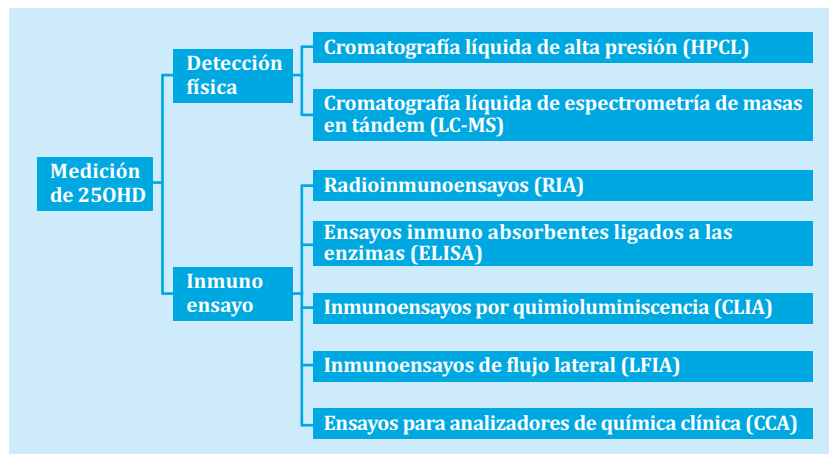 Medición
de 25OHD
Detección
física
Cromatografía líquida de alta presión (HPCL)
Cromatografía líquida de espectrometría de masas
en tándem (LC-MS)
Inmuno
ensayo
Radioinmunoensayos (RIA)
Ensayos inmuno absorbentes ligados a las
enzimas (ELISA)
Inmunoensayos por quimioluminiscencia (CLIA)
Inmunoensayos de flujo lateral (LFIA)
Ensayos para analizadores de química clínica (CCA)